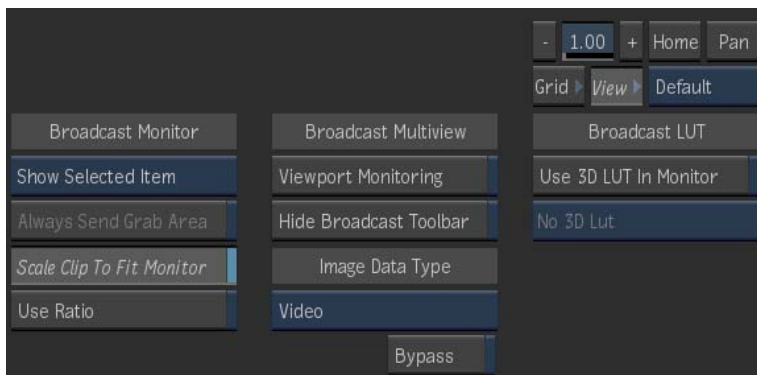 - 1.00 + Home Pan
Grid View Default
Broadcast Monitor Broadcast Multiview Broadcast LUT
Show Selected Item Viewport Monitoring Use 3D LUT In Monitor
Always Send Grab Area Hide Broadcast Toolbar No 3D Lut
Scale Clip To Fit Monitor Image Data Type
Use Ratio Video
Bypass